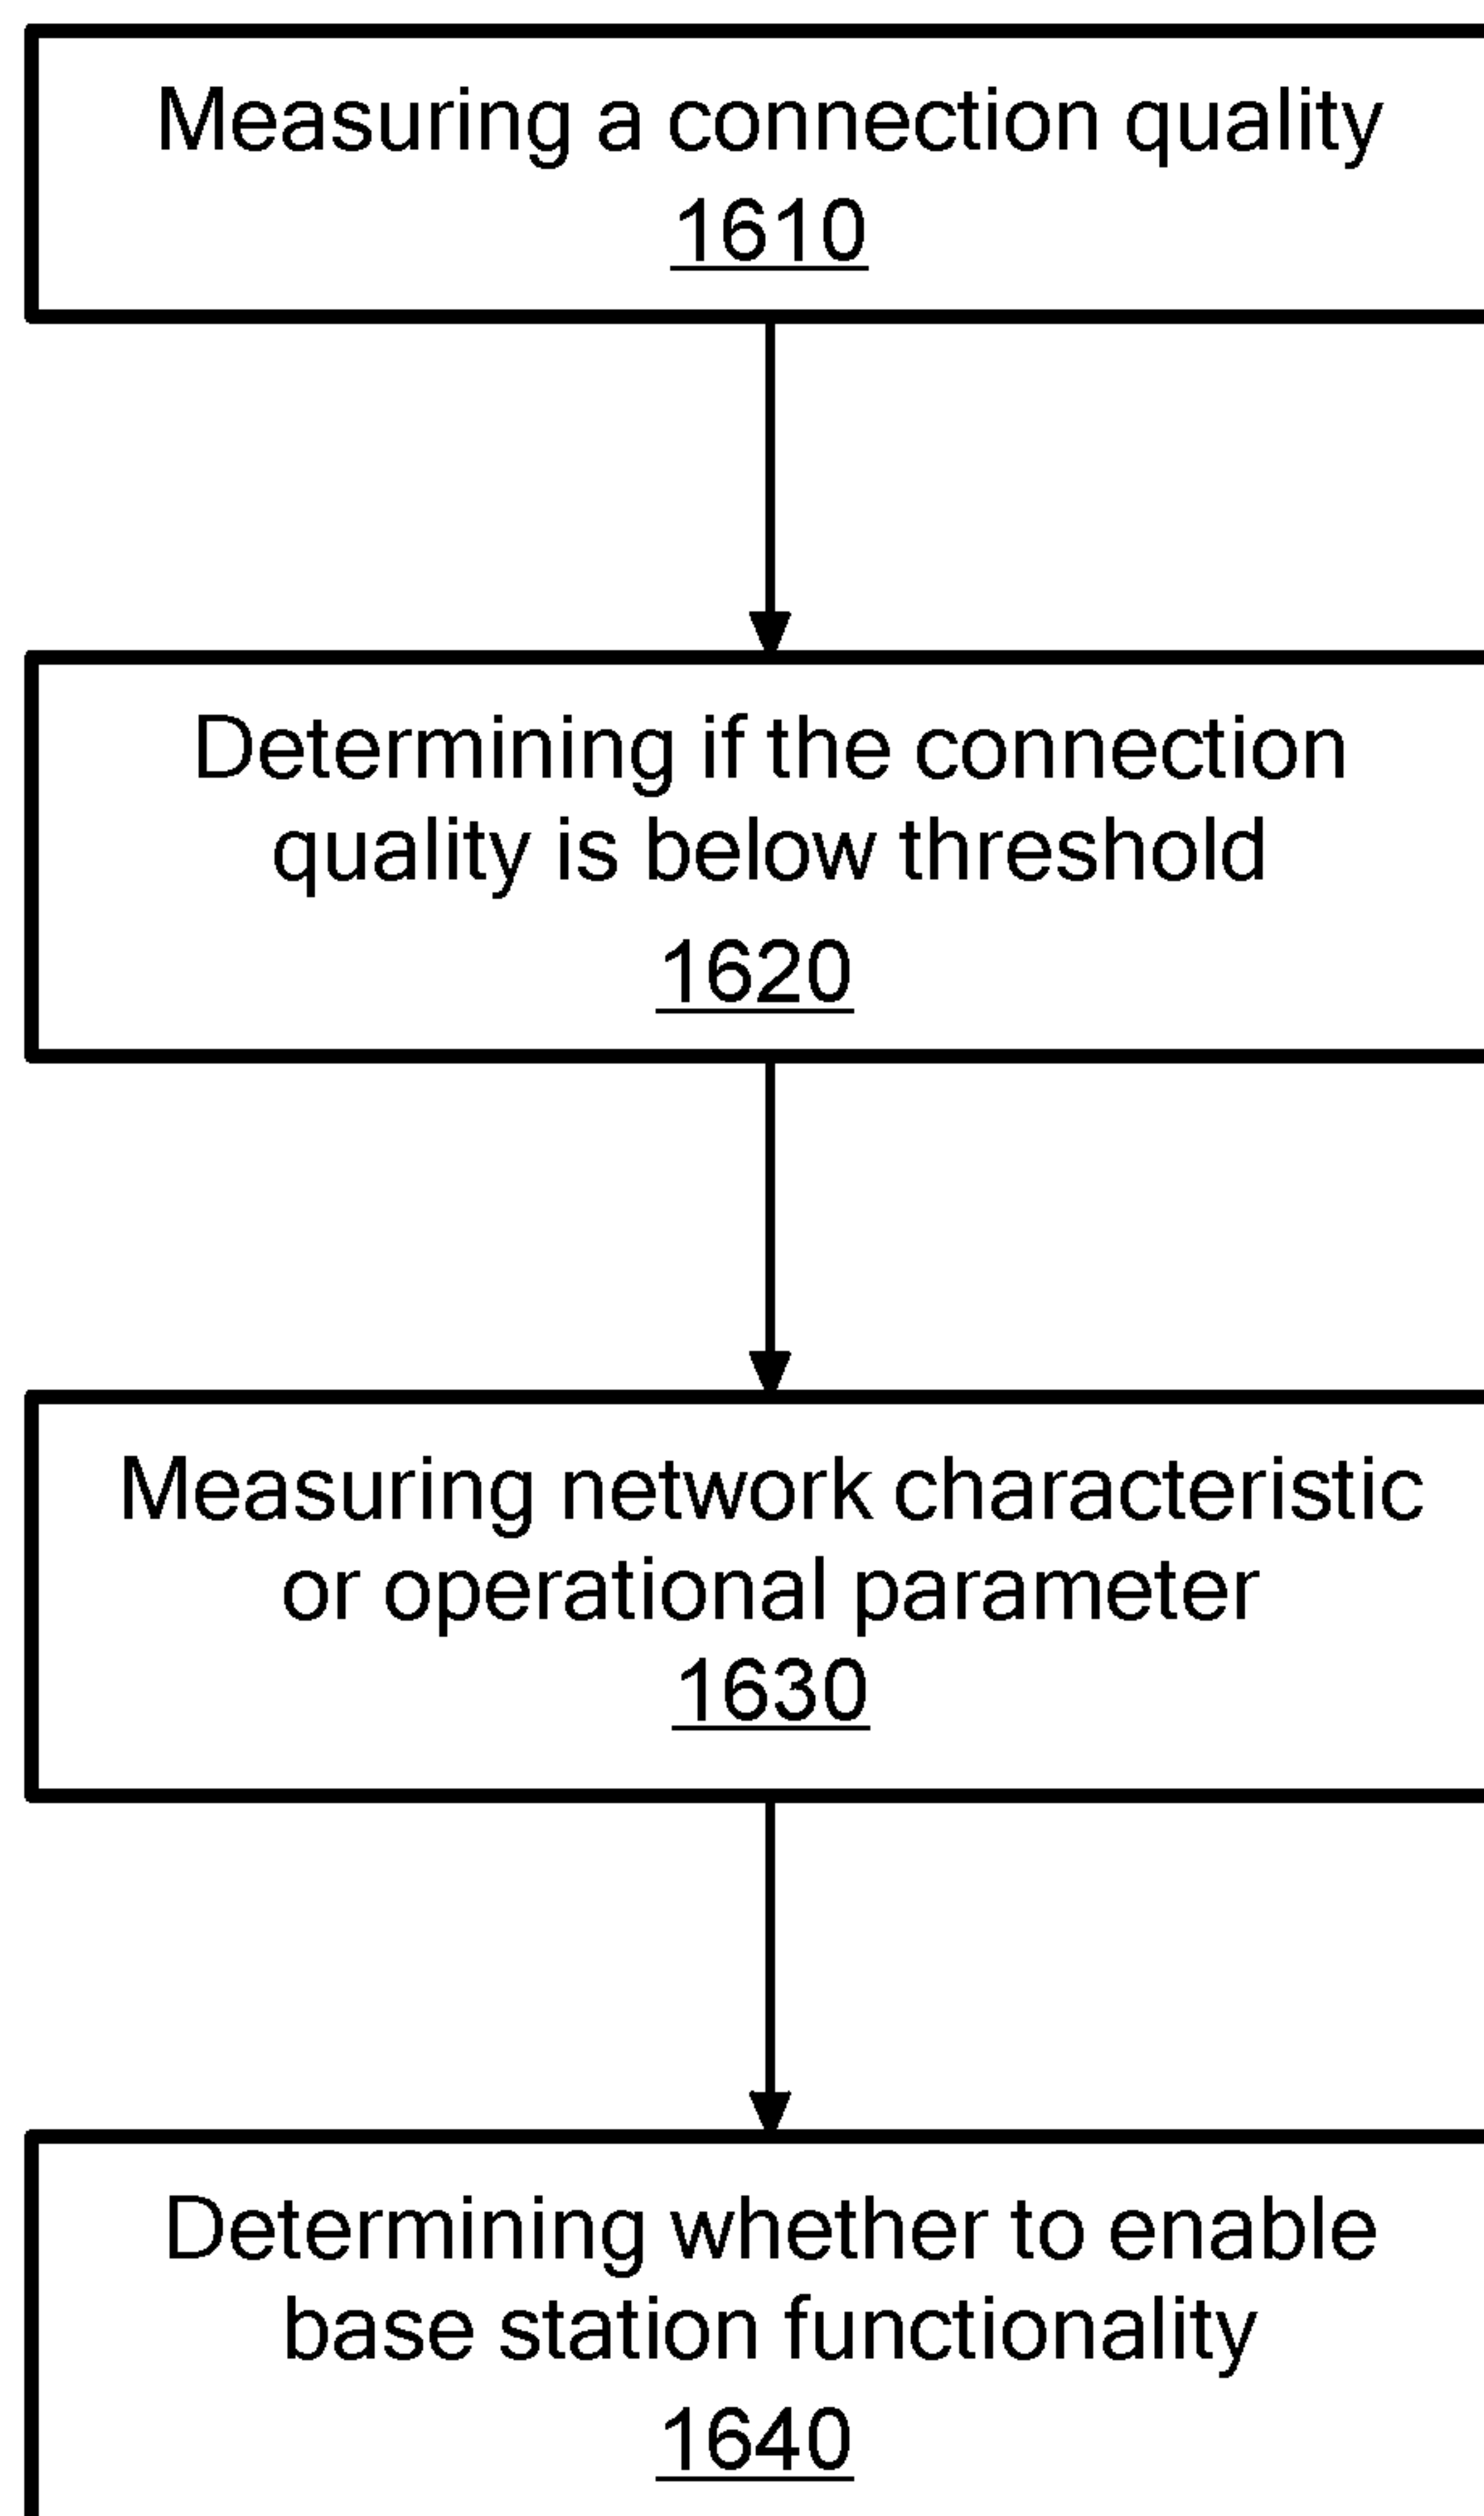 Measuring a connection quality
1610
Determining if the connection
quality is below threshold
1620
Measuring network characteristic
or operational parameter
1630
Determining whether to enable
base station functionality
1640